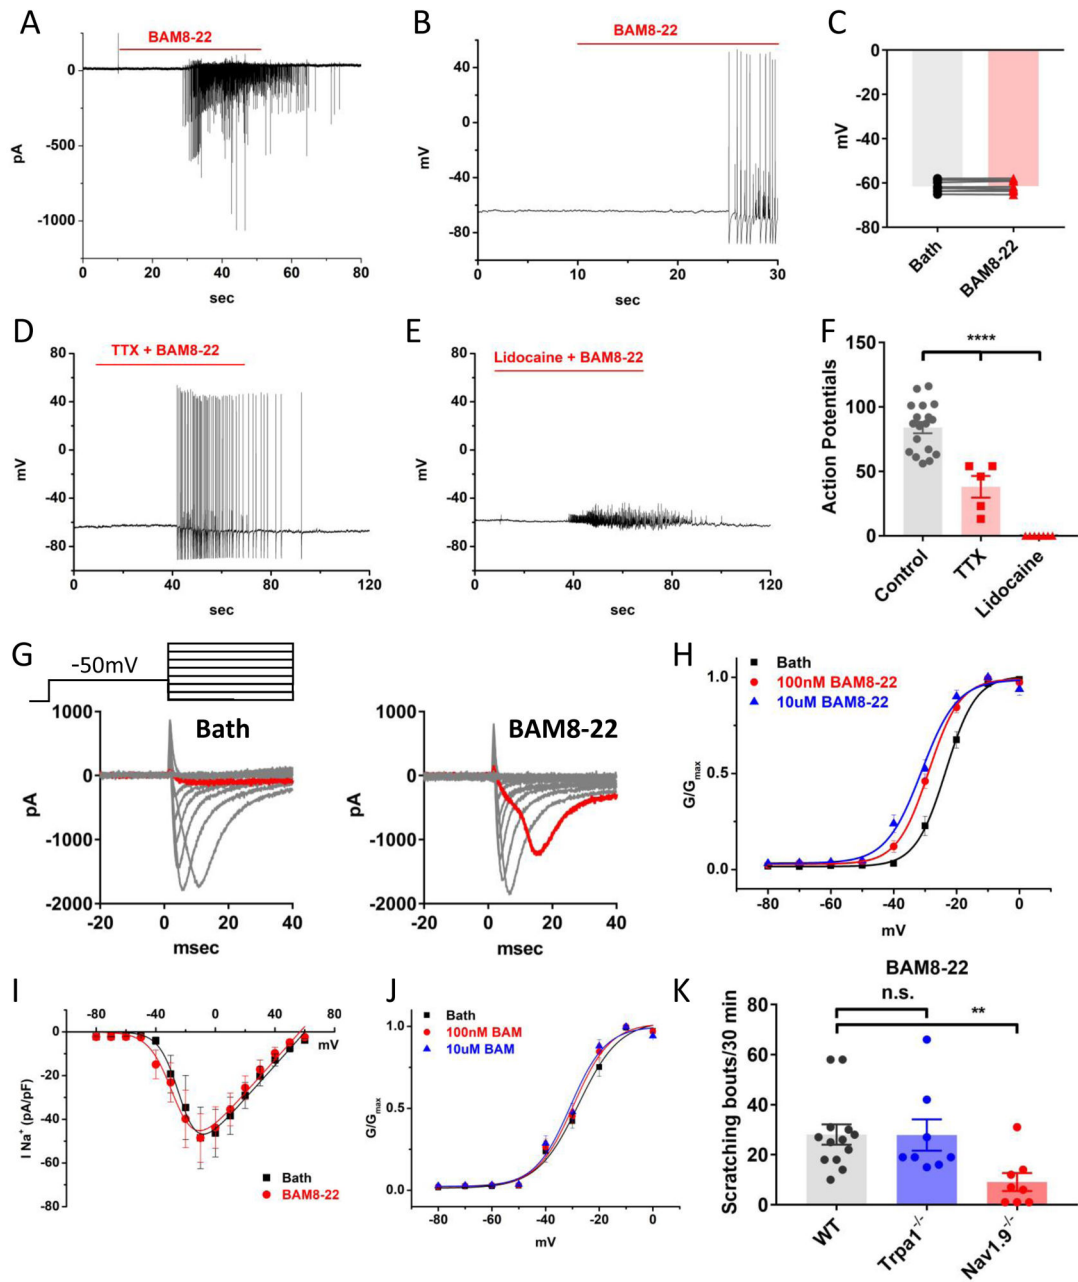 A
BAM8-22
0
-500
-1000
pA
0
20
40
60
80
sec
B
BAM8-22
40
0
-40
-80
mV
0
10
20
30
sec
C
0
-20
-40
-60
-80
mV
Bath
BAM8-22
D
TTX + BAM8-22
80
40
0
-40
-80
mV
0
40
80
120
sec
E
Lidocaine + BAM8-22
80
40
0
-40
-80
mV
0
40
80
120
sec
F
****
150
100
50
0
Action Potentials
Control
TTX
Lidocaine
G
-50mV
Bath
1000
0
-1000
-2000
pA
-20
0
20
40
msec
BAM8-22
1000
0
-1000
-2000
pA
-20
0
20
40
msec
H
Bath
100nM BAM8-22
10uM BAM8-22
1.0
0.5
0.0
G/Gmax
-80
-60
-40
-20
0
mV
I
-80
-40
0
40
80
mV
0
-20
-40
-60
-80
I Na+ (pA/pF)
Bath
BAM8-22
J
Bath
100nM BAM
10uM BAM
1.0
0.5
0.0
G/Gmax
-80
-60
-40
-20
0
mV
K
BAM8-22
n.s.
**
80
60
40
20
0
Scratching bouts/30 min
WT
Trpa1-/-
Nav1.9-/-